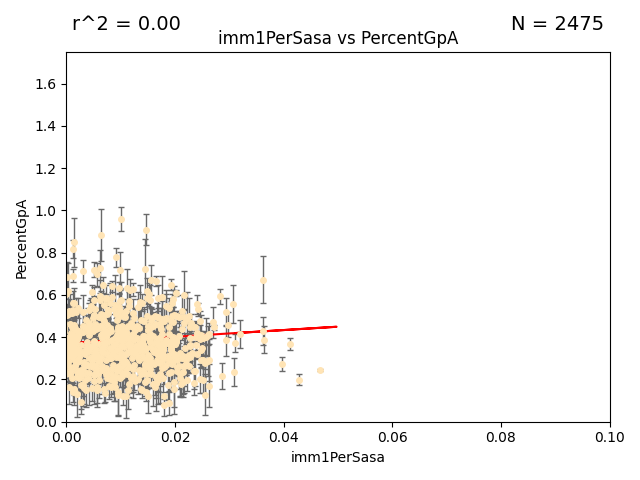 r^2 = 0.00
N = 2475
imm1PerSasa vs PercentGpA
PercentGpA
1.6
1.4
1.2
1.0
0.8
0.6
0.4
0.2
0.0
0.00 0.02 0.04 0.06 0.08 0.10
imm1PerSasa